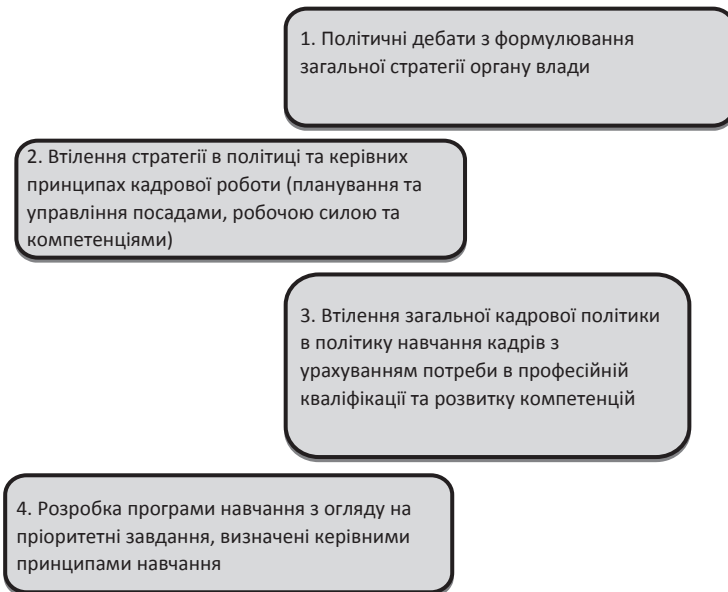 1. Політичні дебати з формулювання
загальної стратегії органу влади
2. Втілення стратегії в політиці та керівних
принципах кадрової роботи (планування та
управління посадами, робочою силою та
компетенціями)
3. Втілення загальної кадрової політики
в політику навчання кадрів з
урахуванням потреби в професійній
кваліфікації та розвитку компетенцій
4. Розробка програми навчання з огляду на
пріоритетні завдання, визначені керівними
принципами навчання